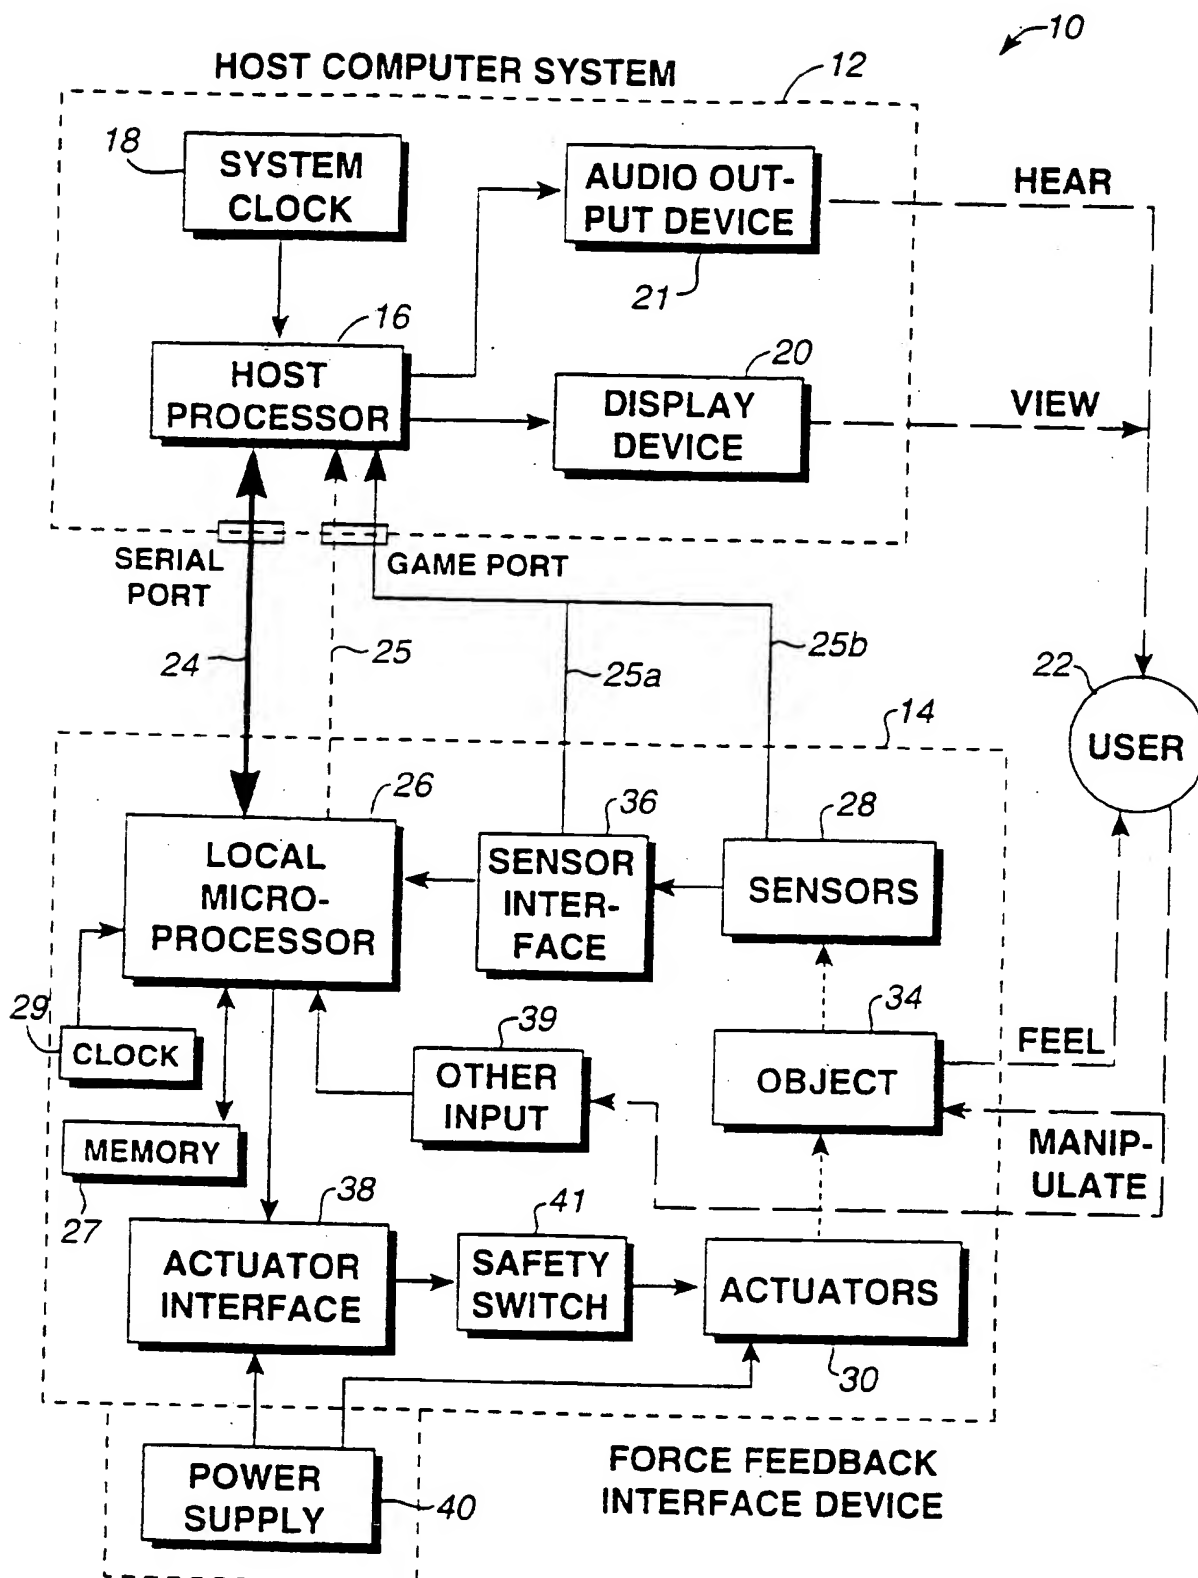 10
HOST COMPUTER SYSTEM
12
18
SYSTEM
CLOCK
AUDIO OUT-
PUT DEVICE
21
HEAR
16
HOST
PROCESSOR
20
DISPLAY
DEVICE
VIEW
SERIAL
PORT
GAME PORT
24
25
25a
25b
22
USER
14
26
LOCAL
MICRO-
PROCESSOR
36
SENSOR
INTER-
FACE
28
SENSORS
29
CLOCK
39
OTHER
INPUT
34
OBJECT
FEEL
MEMORY
27
MANIP-
ULATE
38
ACTUATOR
INTERFACE
41
SAFETY
SWITCH
ACTUATORS
30
POWER
SUPPLY
40
FORCE FEEDBACK
INTERFACE DEVICE